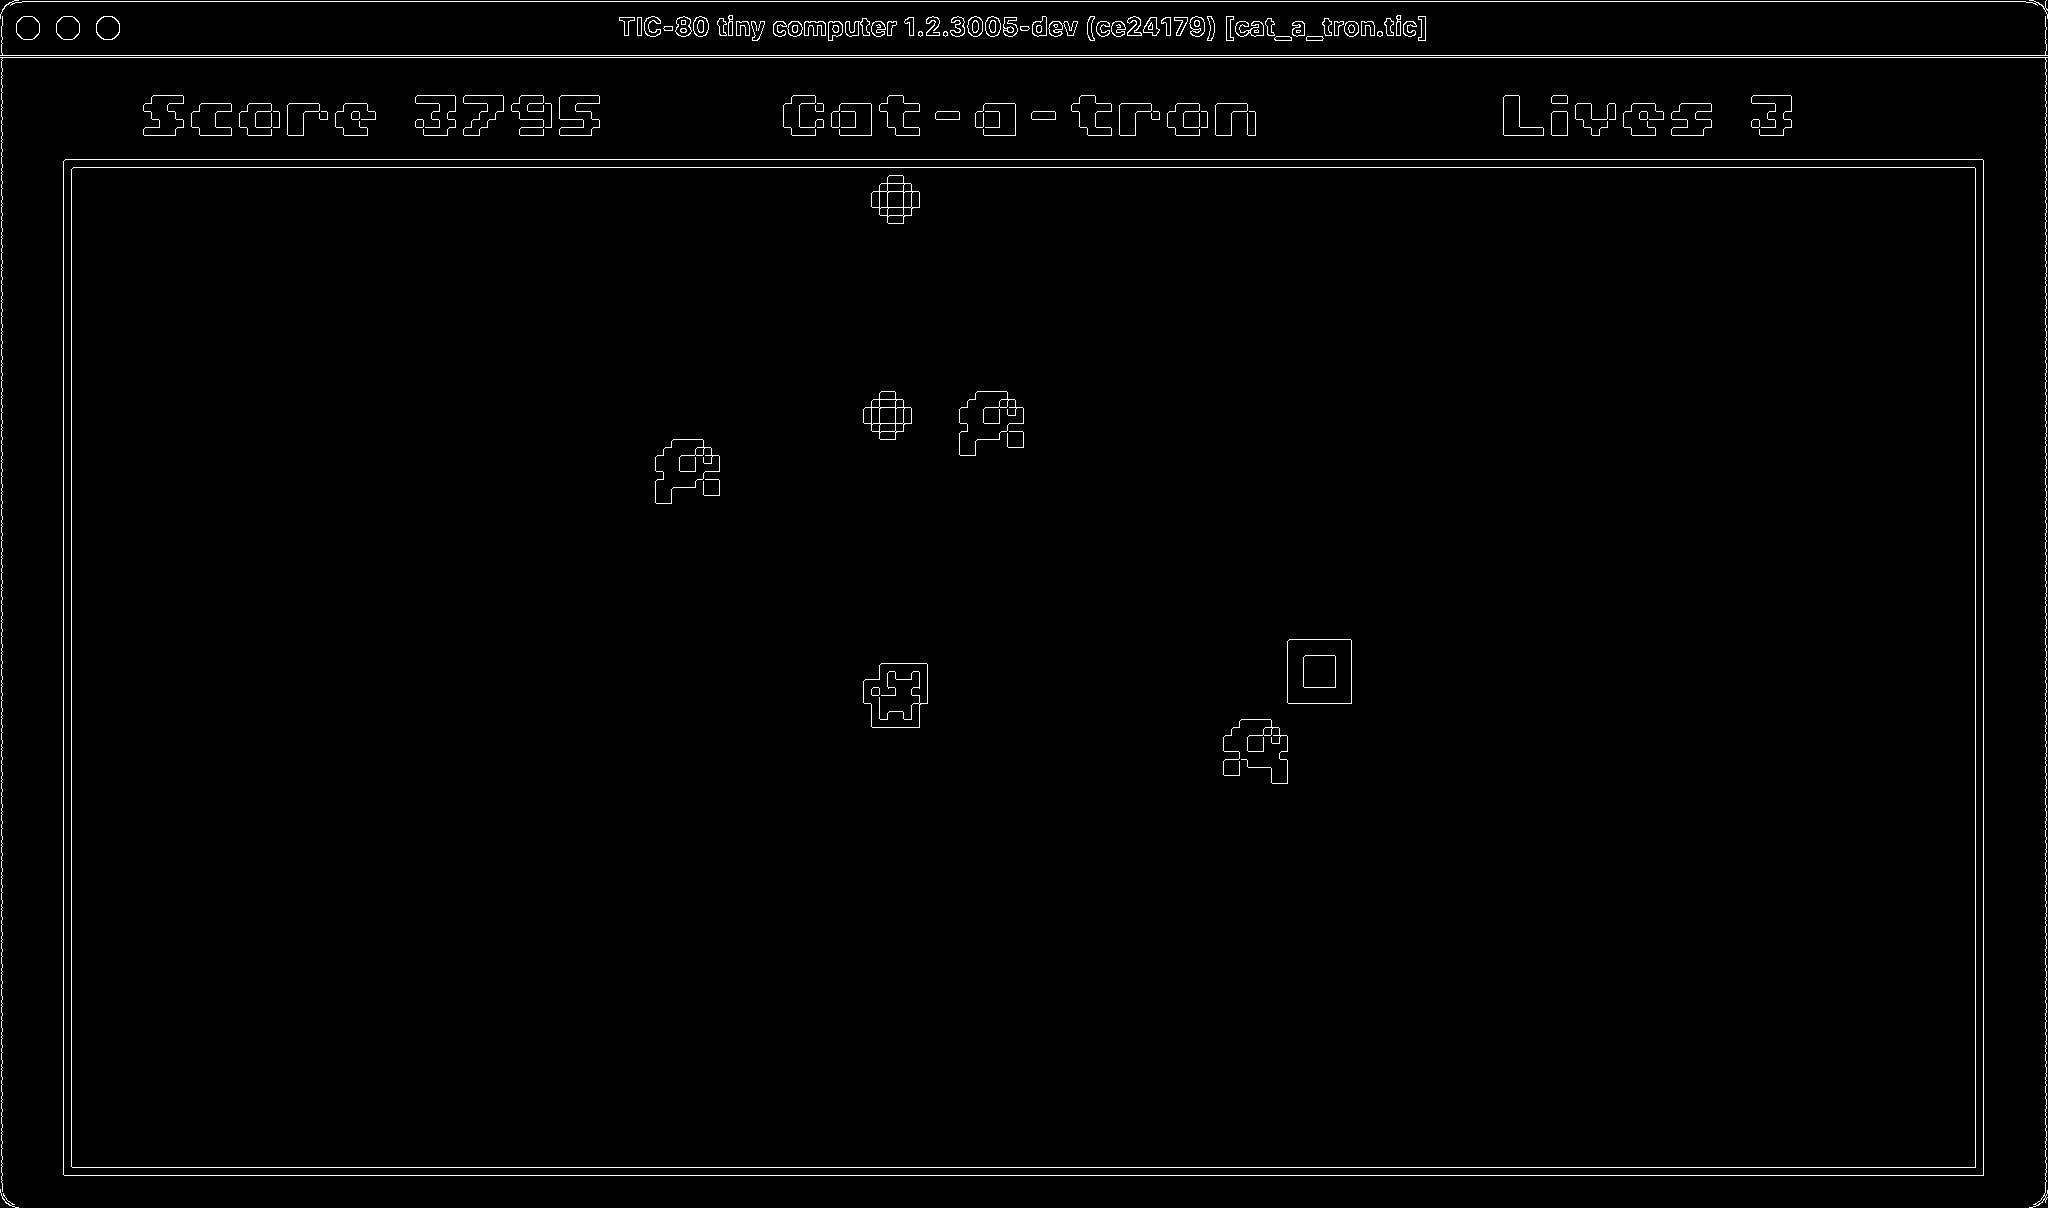 TIC-80 tiny computer 1.2.3005-dev (ce24179) [cat_a_tron.tic]
Score 3795 Cat-a-tron Lives 3